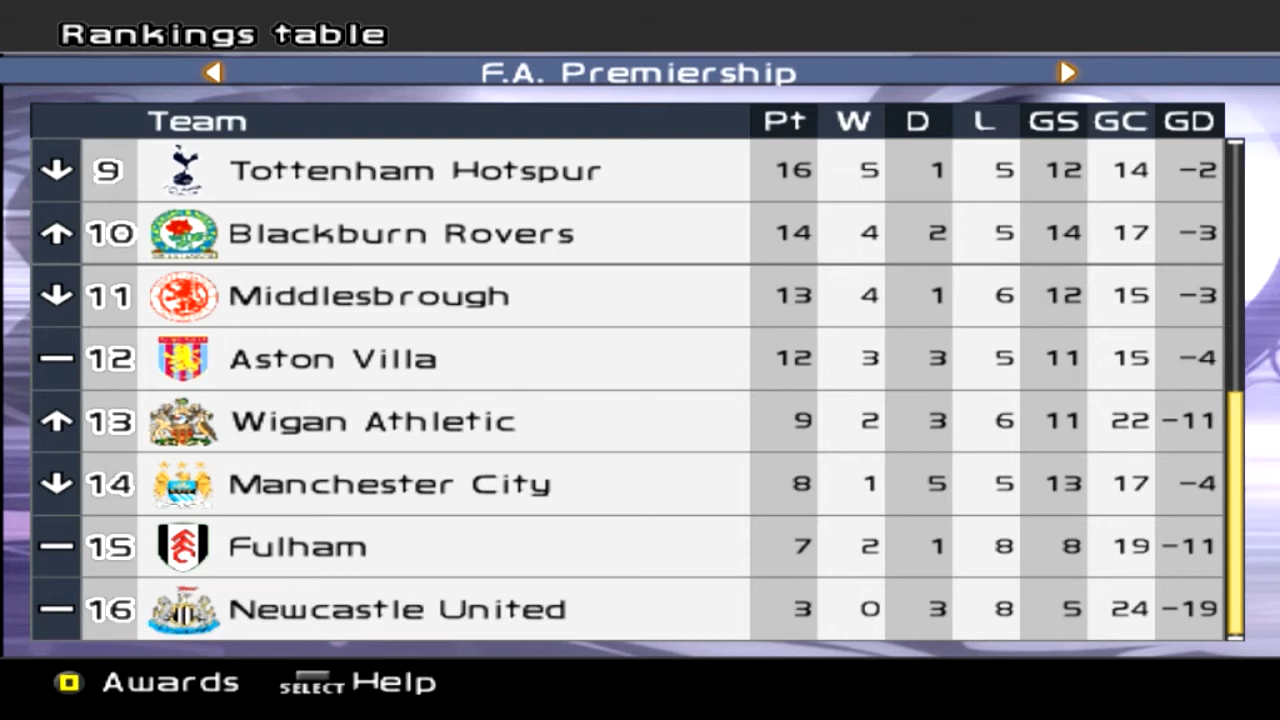 Rankings table
F.A. Premiership
Team Pt W D L GS GC GD
9 Tottenham Hotspur 16 5 1 5 12 14 -2
10 Blackburn Rovers 14 4 2 5 14 17 -3
11 Middlesbrough 13 4 1 6 12 15 -3
12 Aston Villa 12 3 3 5 11 15 -4
13 Wigan Athletic 9 2 3 6 11 22 -11
14 Manchester City 8 1 5 5 13 17 -4
15 Fulham 7 2 1 8 8 19 -11
16 Newcastle United 3 0 3 8 5 24 -19
Awards SELECT Help